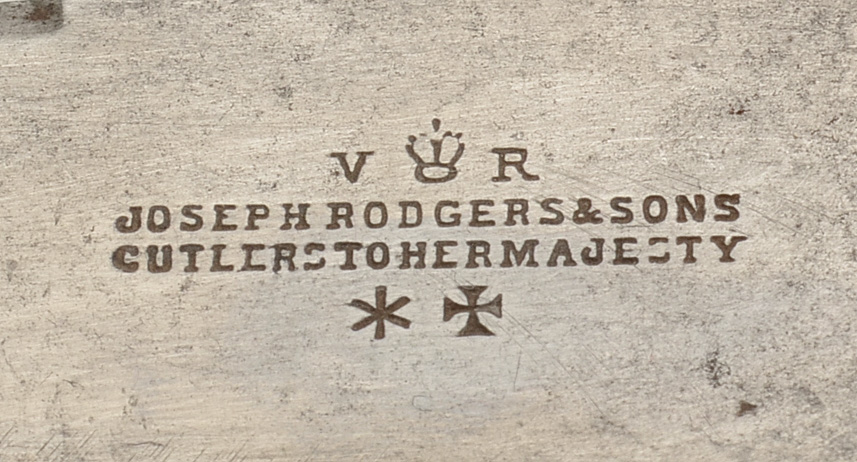 V R
JOSEPH RODGERS & SONS
CUTLERS TO HER MAJESTY